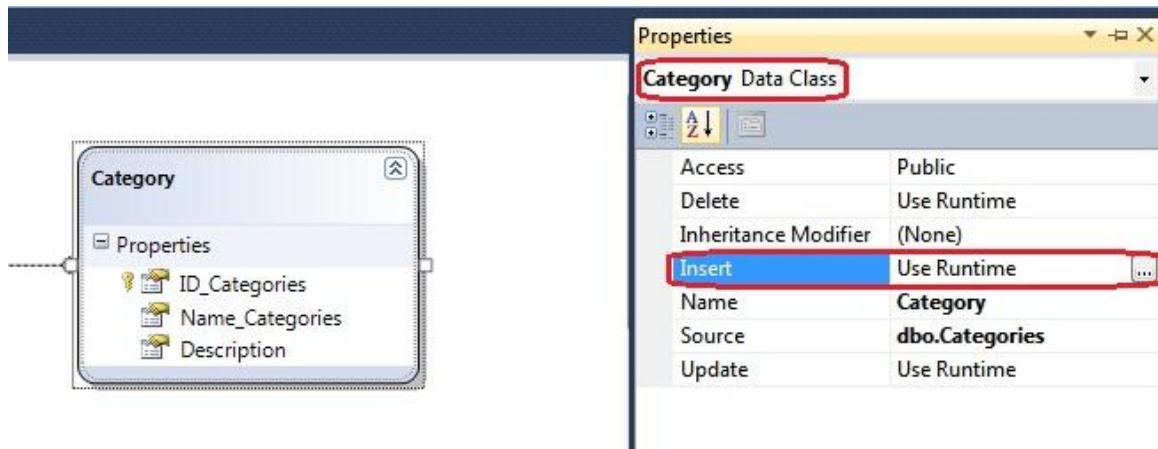 Category
Properties
ID_Categories
Name_Categories
Description
Properties
Category Data Class
Access Public
Delete Use Runtime
Inheritance Modifier (None)
Insert Use Runtime ...
Name Category
Source dbo.Categories
Update Use Runtime